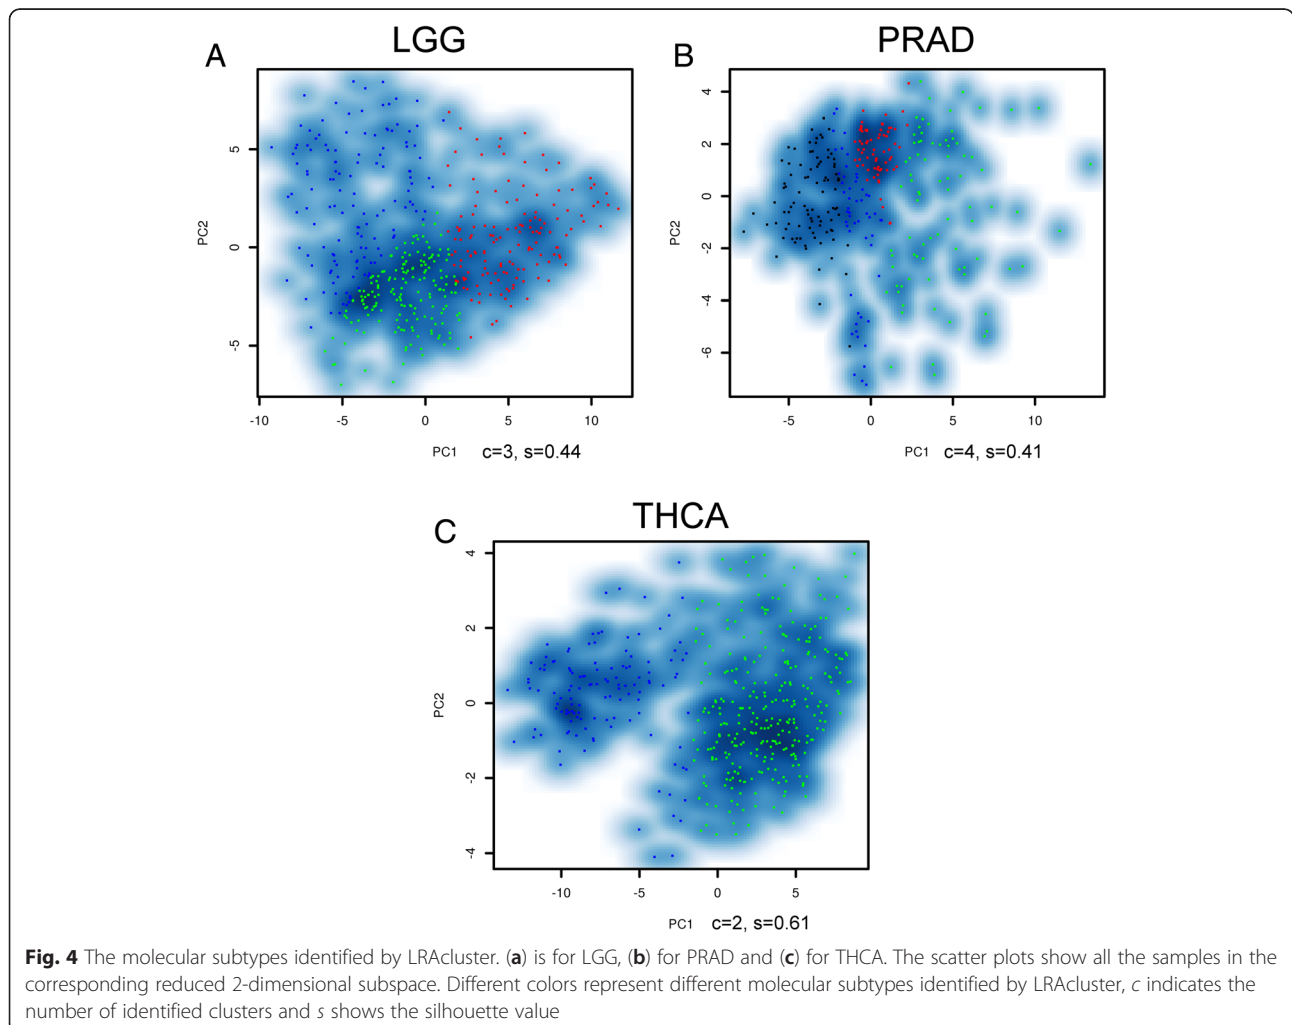 A
LGG
5
0
-5
PC2
-10
-5
0
5
10
PC1
c=3, s=0.44
B
PRAD
4
2
0
-2
-4
-6
PC2
-5
0
5
10
PC1
c=4, s=0.41
C
THCA
4
2
0
-2
-4
PC2
-10
-5
0
5
PC1
c=2, s=0.61
Fig. 4 The molecular subtypes identified by LRAcluster. (a) is for LGG, (b) for PRAD and (c) for THCA. The scatter plots show all the samples in the
corresponding reduced 2-dimensional subspace. Different colors represent different molecular subtypes identified by LRAcluster, c indicates the
number of identified clusters and s shows the silhouette value